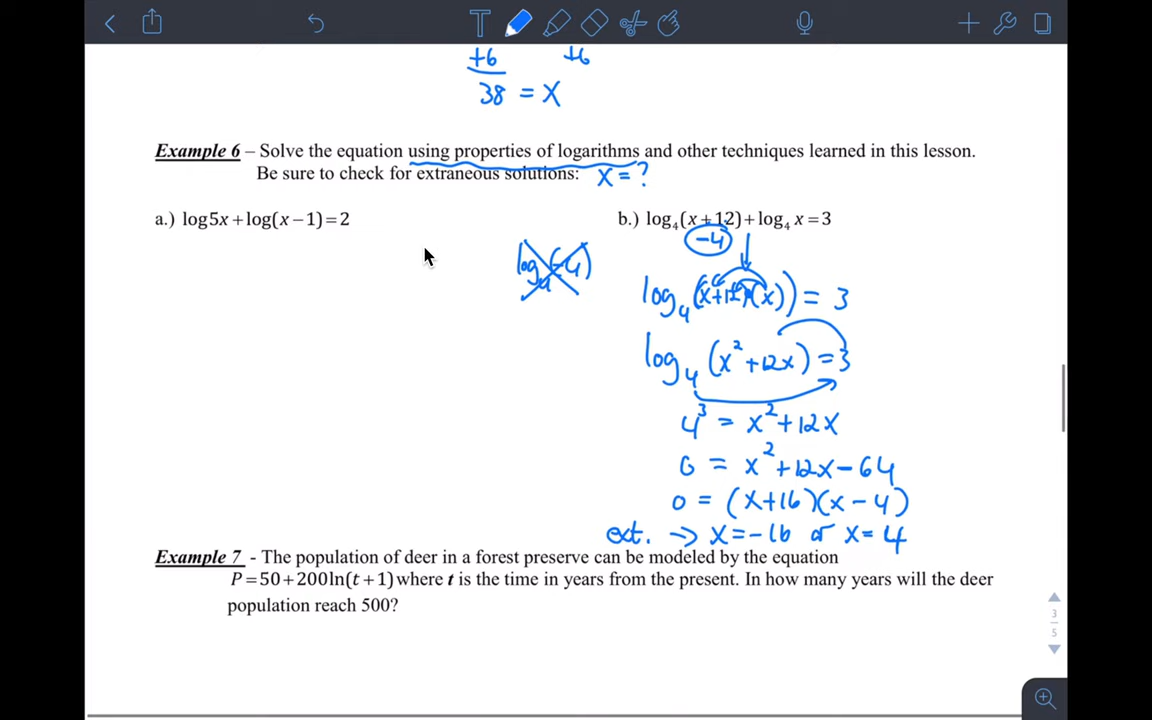 +6 +6
38 = x
Example 6 – Solve the equation using properties of logarithms and other techniques learned in this lesson.
Be sure to check for extraneous solutions: x = ?
a.) log5x+log(x−1)=2
b.) log₄(x+12)+log₄ x=3
-4
log₄(-4)
log₄((x+12)(x)) = 3
log₄(x²+12x) = 3
4³ = x²+12x
0 = x²+12x-64
0 = (x+16)(x-4)
ext. → x=-16 or x=4
Example 7 - The population of deer in a forest preserve can be modeled by the equation
P=50+200ln(t+1) where t is the time in years from the present. In how many years will the deer
population reach 500?
3
5